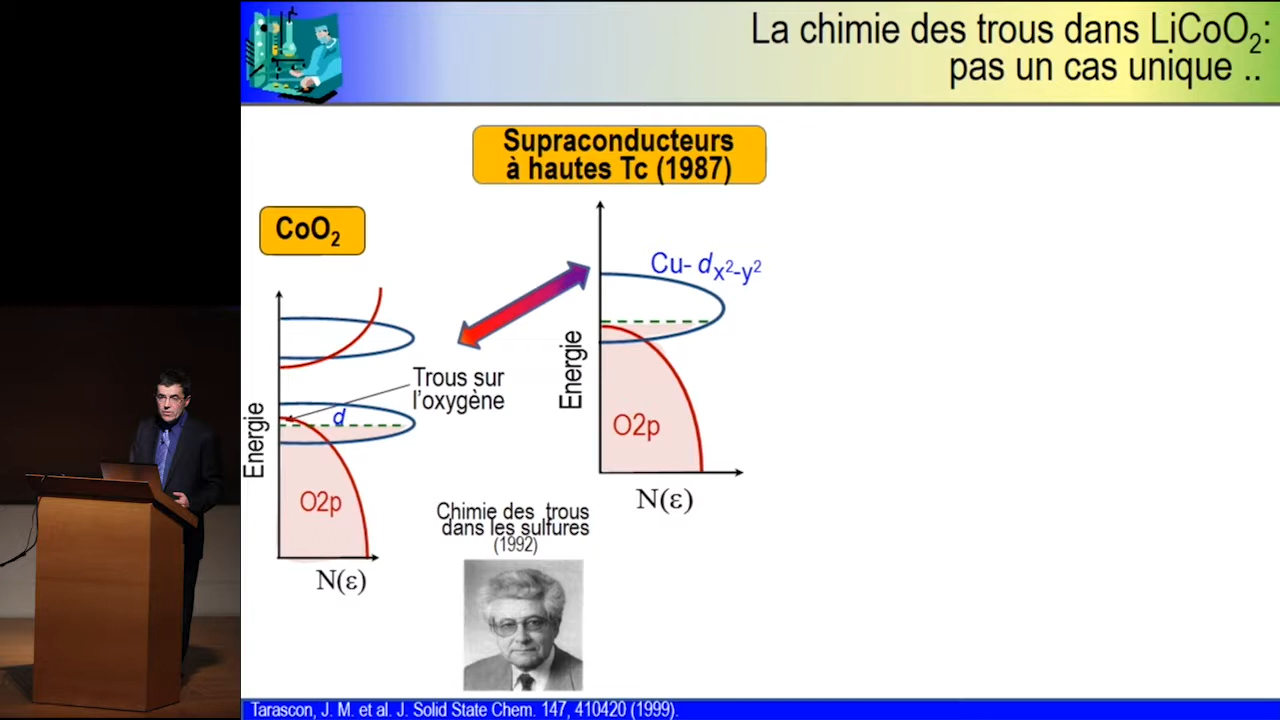 La chimie des trous dans LiCoO₂:
pas un cas unique ..
Supraconducteurs
à hautes Tc (1987)
CoO₂
Cu- dx²-y²
Energie
Trous sur
l'oxygène
d
O2p
N(ε)
Energie
O2p
N(ε)
Chimie des trous
dans les sulfures
(1992)
Tarascon, J. M. et al. J. Solid State Chem. 147, 410420 (1999).